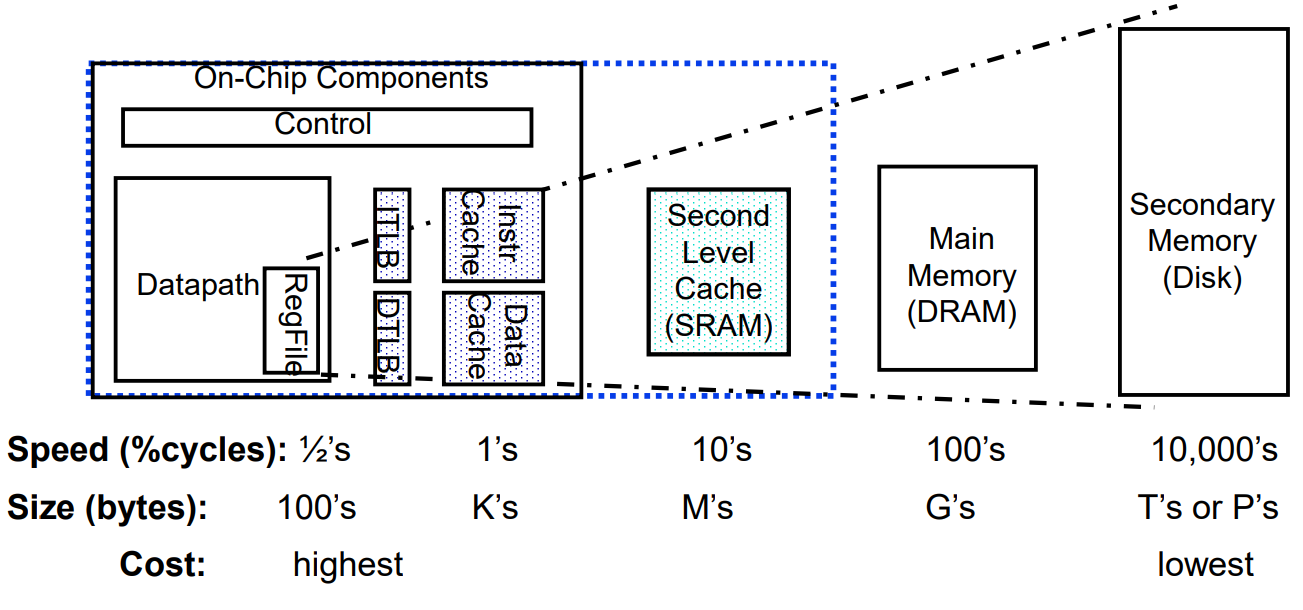 On-Chip Components
Control
Datapath
RegFile
ITLB
DTLB
Instr
Cache
Data
Cache
Second
Level
Cache
(SRAM)
Main
Memory
(DRAM)
Secondary
Memory
(Disk)
Speed (%cycles): ½’s 1’s 10’s 100’s 10,000’s
Size (bytes): 100’s K’s M’s G’s T’s or P’s
Cost: highest lowest